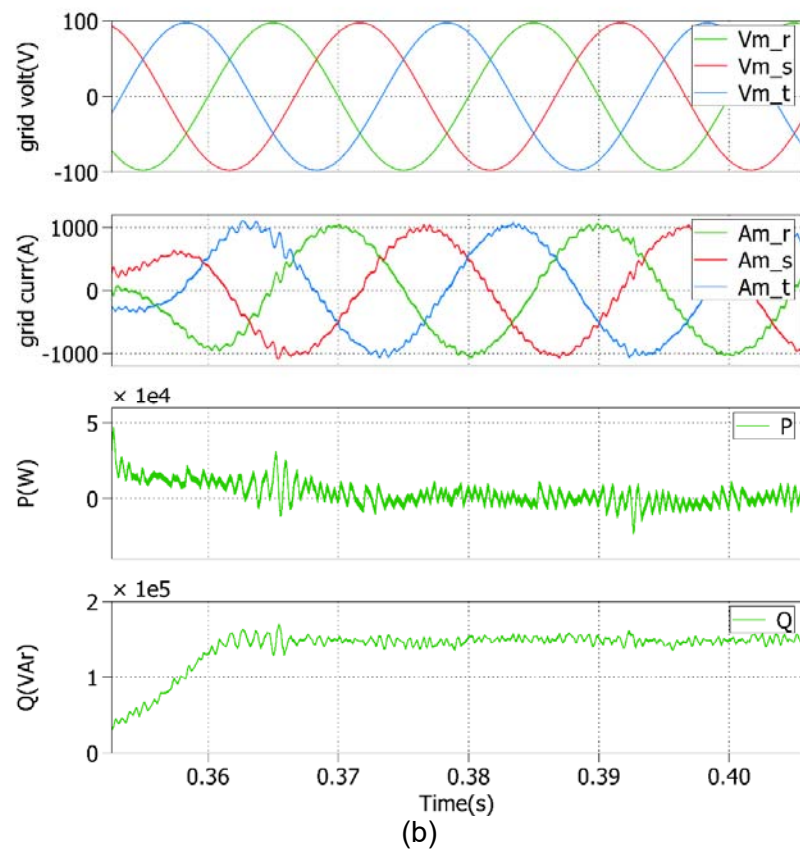 100
0
-100
grid volt(V)
Vm_r
Vm_s
Vm_t
1000
0
-1000
grid curr(A)
Am_r
Am_s
Am_t
× 1e4
5
0
P(W)
P
× 1e5
2
1
0
Q(VAr)
Q
0.36 0.37 0.38 0.39 0.40
Time(s)
(b)